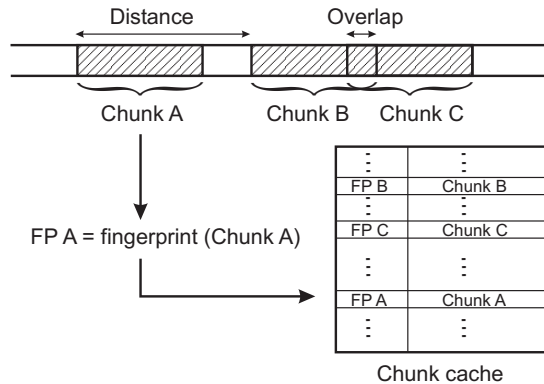 Distance Overlap
Chunk A Chunk B Chunk C
FP A = fingerprint (Chunk A)
FP B Chunk B
FP C Chunk C
FP A Chunk A
Chunk cache